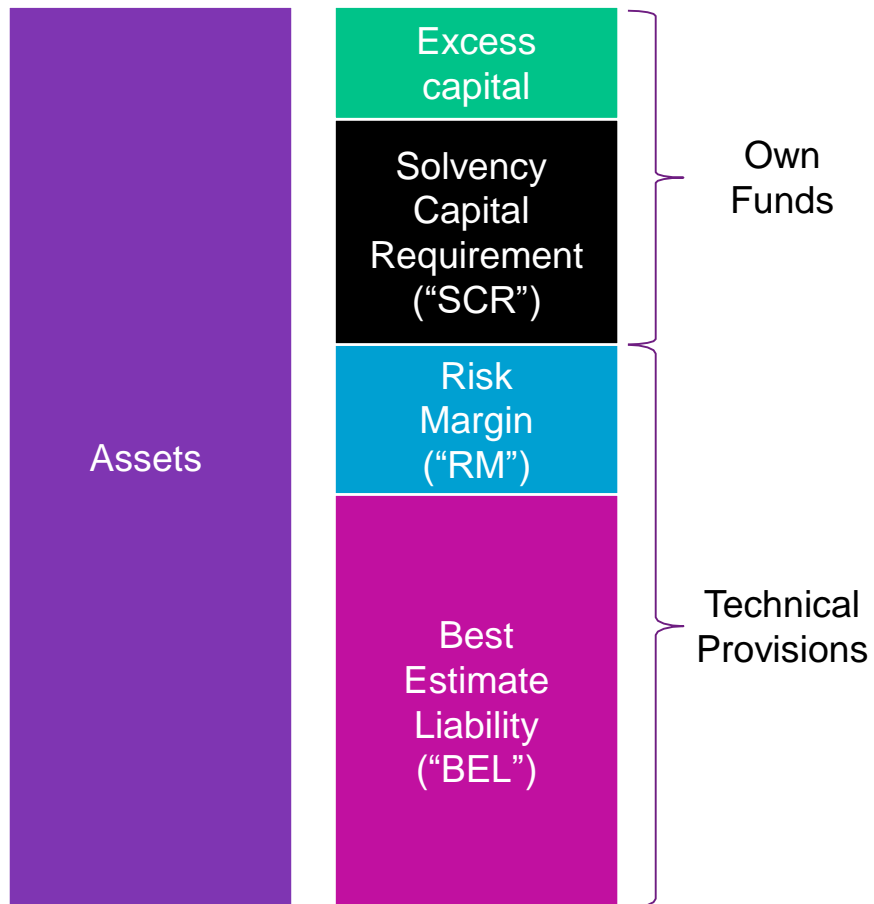 Assets
Excess
capital
Solvency
Capital
Requirement
(“SCR”)
Risk
Margin
(“RM”)
Best
Estimate
Liability
(“BEL”)
Own
Funds
Technical
Provisions